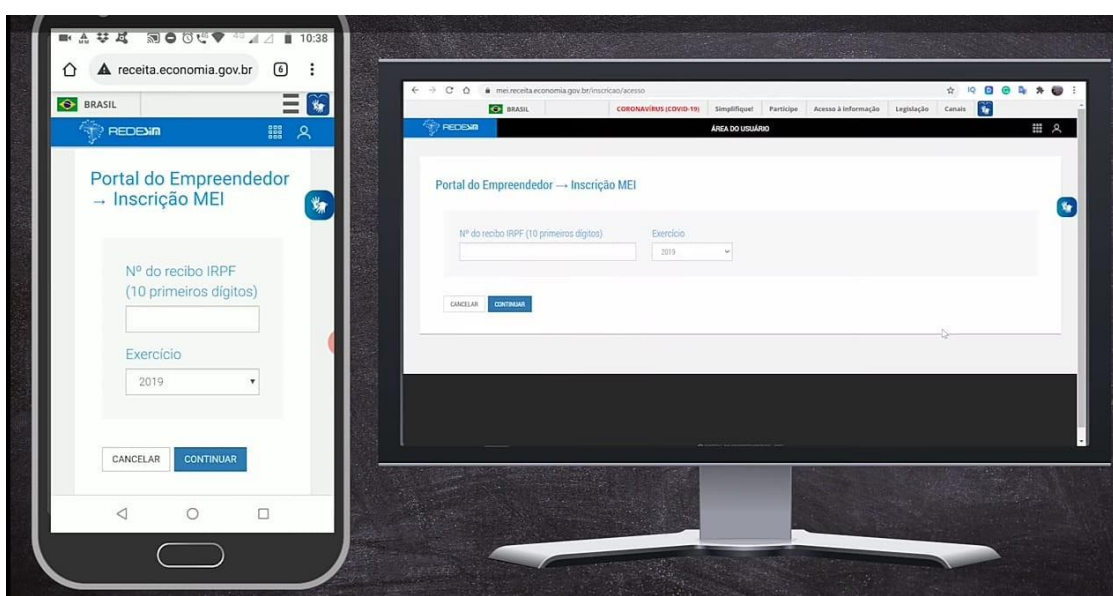 4G
4G
10:38
receita.economia.gov.br
6
BRASIL
REDESIM
Portal do Empreendedor
→ Inscrição MEI
Nº do recibo IRPF
(10 primeiros dígitos)
Exercício
2019
CANCELAR
CONTINUAR
mei.receita.economia.gov.br/inscricao/acesso
IQ
BRASIL
CORONAVÍRUS (COVID-19)
Simplifique!
Participe
Acesso à informação
Legislação
Canais
REDESIM
ÁREA DO USUÁRIO
Portal do Empreendedor → Inscrição MEI
Nº do recibo IRPF (10 primeiros dígitos)
Exercício
2019
CANCELAR
CONTINUAR